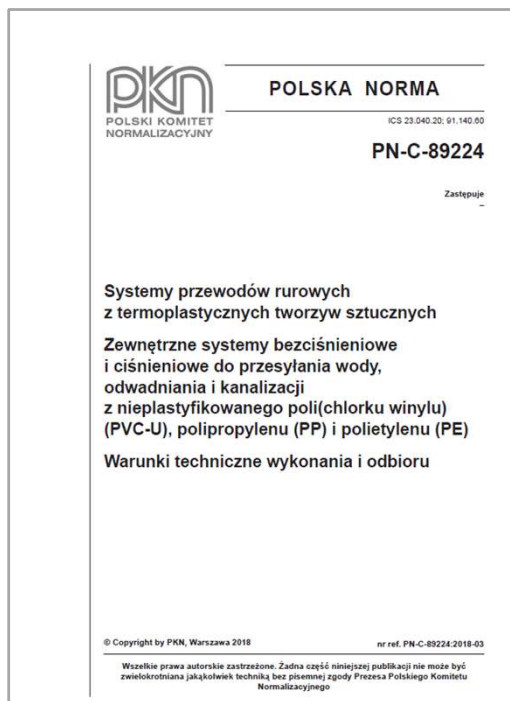 pkn
POLSKI KOMITET
NORMALIZACYJNY
POLSKA NORMA
ICS 23.040.20; 91.140.60
PN-C-89224
Zastępuje
–
Systemy przewodów rurowych
z termoplastycznych tworzyw sztucznych
Zewnętrzne systemy bezciśnieniowe
i ciśnieniowe do przesyłania wody,
odwadniania i kanalizacji
z nieplastyfikowanego poli(chlorku winylu)
(PVC-U), polipropylenu (PP) i polietylenu (PE)
Warunki techniczne wykonania i odbioru
© Copyright by PKN, Warszawa 2018
nr ref. PN-C-89224:2018-03
Wszelkie prawa autorskie zastrzeżone. Żadna część niniejszej publikacji nie może być
zwielokrotniana jakąkolwiek techniką bez pisemnej zgody Prezesa Polskiego Komitetu
Normalizacyjnego